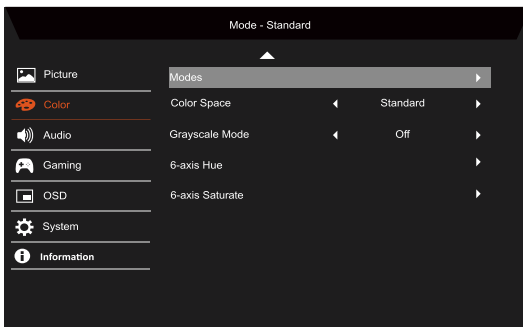 Mode - Standard
Picture
Color
Audio
Gaming
OSD
System
Information
Modes
Color Space Standard
Grayscale Mode Off
6-axis Hue
6-axis Saturate